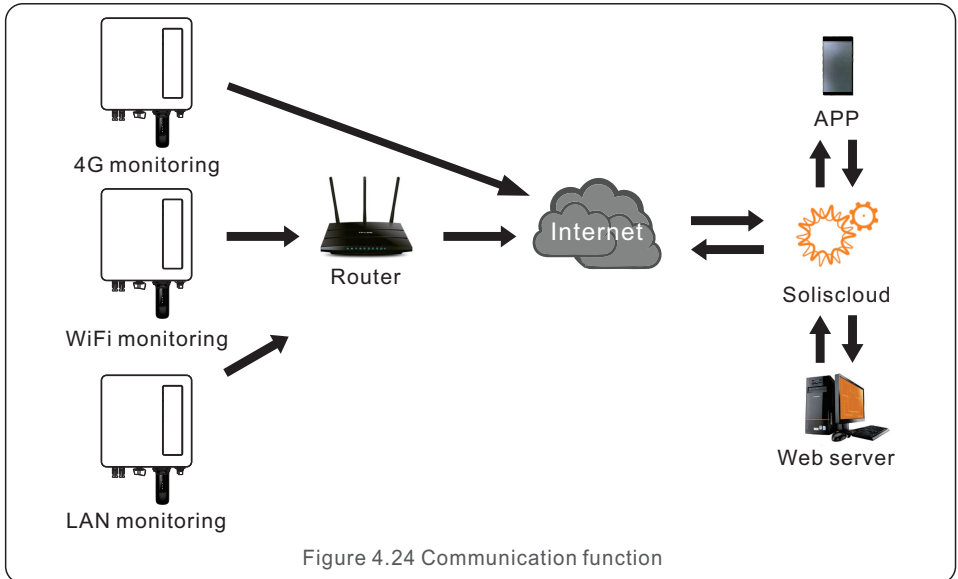 4G monitoring
WiFi monitoring
LAN monitoring
Router
Internet
APP
Soliscloud
Web server
Figure 4.24 Communication function